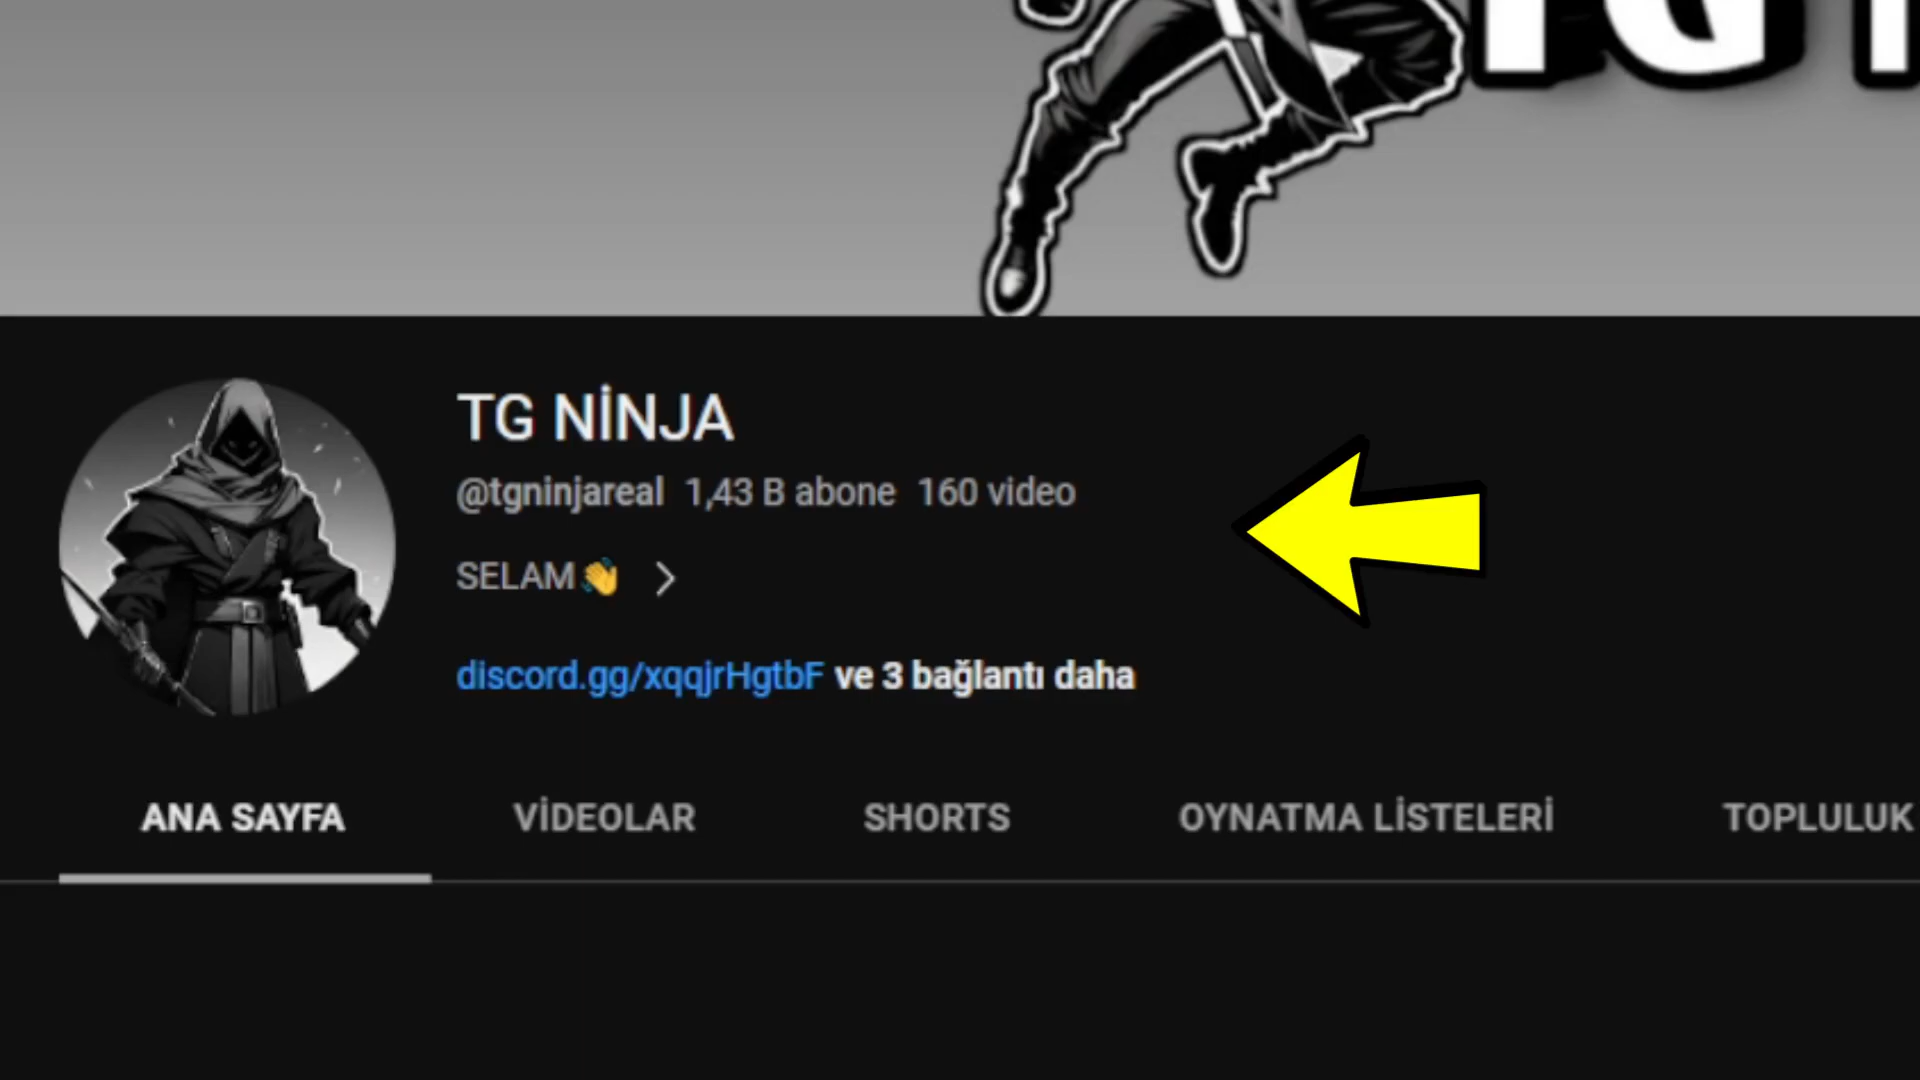 TG
TG NİNJA
@tgninjareal 1,43 B abone 160 video
SELAM👋 >
discord.gg/xqqjrHgtbF ve 3 bağlantı daha
ANA SAYFA VİDEOLAR SHORTS OYNATMA LİSTELERİ TOPLULUK